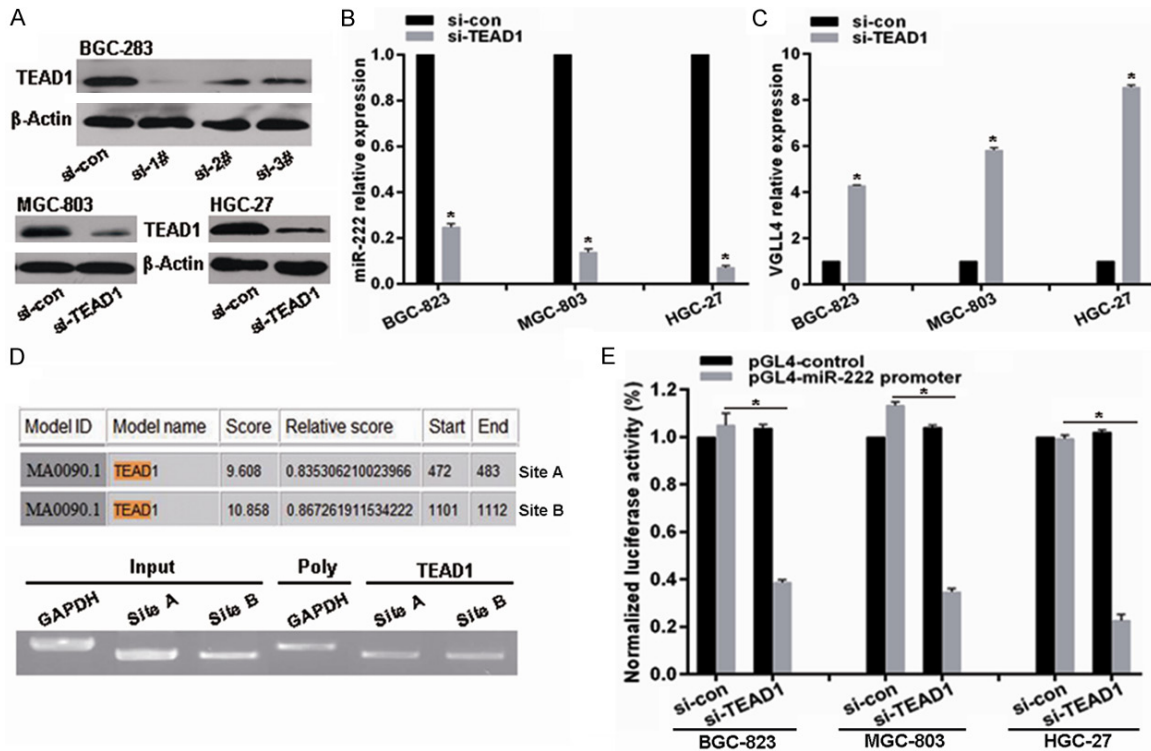 A
BGC-283
TEAD1
β-Actin
si-con si-1# si-2# si-3#
MGC-803 HGC-27
TEAD1
β-Actin
si-con si-TEAD1 si-con si-TEAD1
B
si-con
si-TEAD1
miR-222 relative expression
1.0
0.8
0.6
0.4
0.2
0.0
* * *
BGC-823 MGC-803 HGC-27
C
si-con
si-TEAD1
VGLL4 relative expression
10
8
6
4
2
0
* * *
BGC-823 MGC-803 HGC-27
D
Model ID Model name Score Relative score Start End
MA0090.1 TEAD1 9.608 0.835306210023966 472 483 Site A
MA0090.1 TEAD1 10.858 0.867261911534222 1101 1112 Site B
Input Poly TEAD1
GAPDH Site A Site B GAPDH Site A Site B
E
pGL4-control
pGL4-miR-222 promoter
Normalized luciferase activity (%)
1.2
1.0
0.8
0.6
0.4
0.2
0.0
* * *
si-con si-TEAD1 si-con si-TEAD1 si-con si-TEAD1
BGC-823 MGC-803 HGC-27